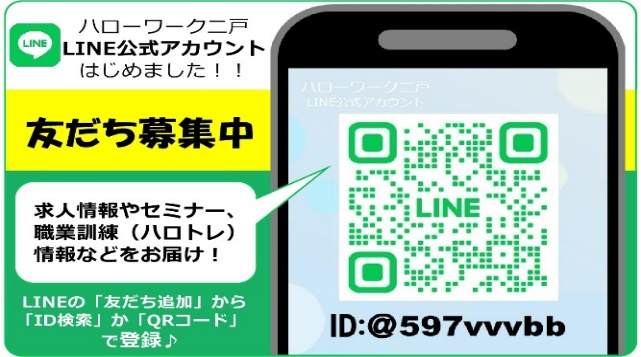 LINE
ハローワーク二戸
LINE公式アカウント
はじめました！！
友だち募集中
求人情報やセミナー、
職業訓練（ハロトレ）
情報などをお届け！
LINEの「友だち追加」から
「ID検索」か「QRコード」
で登録♪
ハローワーク二戸
LINE公式アカウント
LINE
ID:@597vvvbb